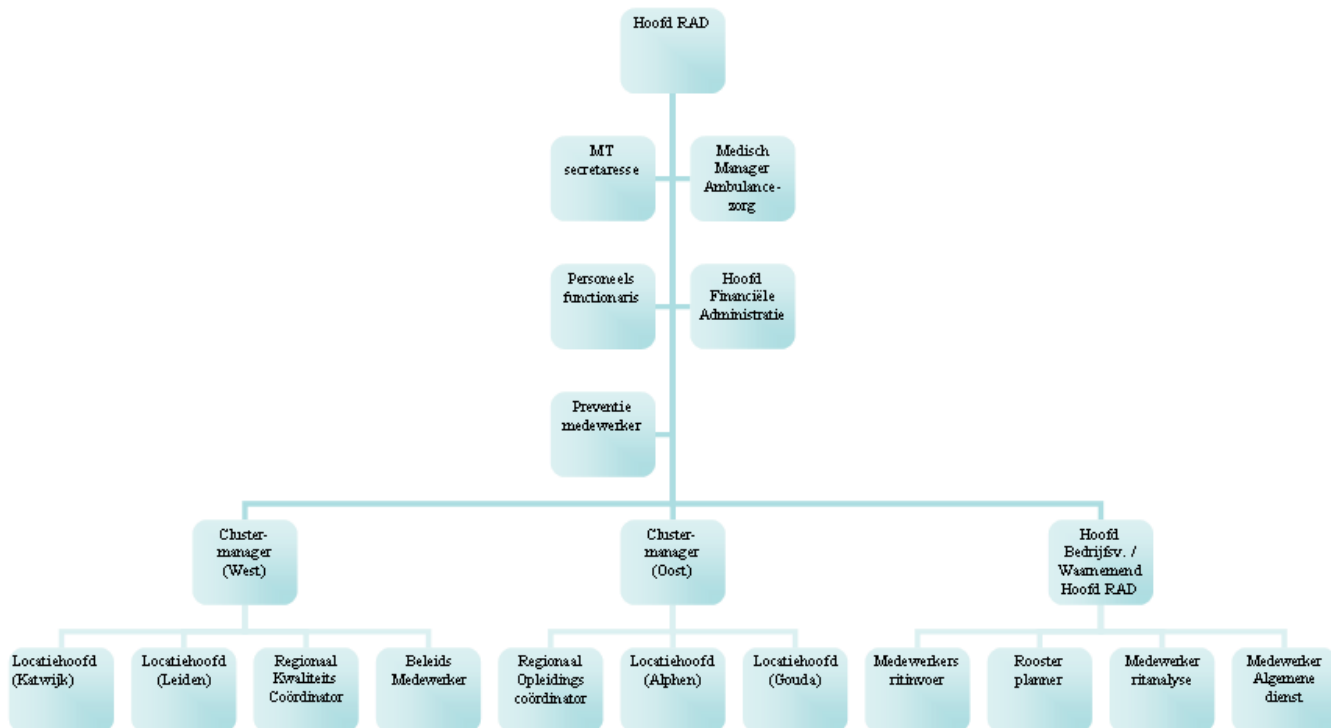 Hoofd RAD
MT
secretaresse
Medisch
Manager
Ambulance-
zorg
Personeels
functionaris
Hoofd
Financiële
Administratie
Preventie
medewerker
Cluster-
manager
(West)
Cluster-
manager
(Oost)
Hoofd
Bedrijfsv. /
Waarnemend
Hoofd RAD
Locatiehoofd
(Katwijk)
Locatiehoofd
(Leiden)
Regionaal
Kwaliteits
Coördinator
Beleids
Medewerker
Regionaal
Opleidings
coördinator
Locatiehoofd
(Alphen)
Locatiehoofd
(Gouda)
Medewerkers
ritinvoer
Rooster
planner
Medewerker
ritanalyse
Medewerker
Algemene
dienst